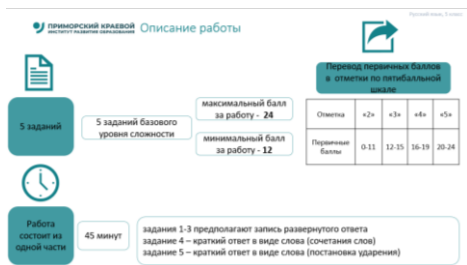 Русский язык, 5 класс
ПРИМОРСКИЙ КРАЕВОЙ
ИНСТИТУТ РАЗВИТИЯ ОБРАЗОВАНИЯ
Описание работы
Перевод первичных баллов
в отметки по пятибалльной
шкале
5 заданий
5 заданий базового
уровня сложности
максимальный балл
за работу - 24
минимальный балл
за работу - 12
Отметка «2» «3» «4» «5»
Первичные
баллы 0-11 12-15 16-19 20-24
Работа
состоит из
одной части
45 минут
задания 1-3 предполагают запись развернутого ответа
задание 4 – краткий ответ в виде слова (сочетания слов)
задание 5 – краткий ответ в виде слова (постановка ударения)